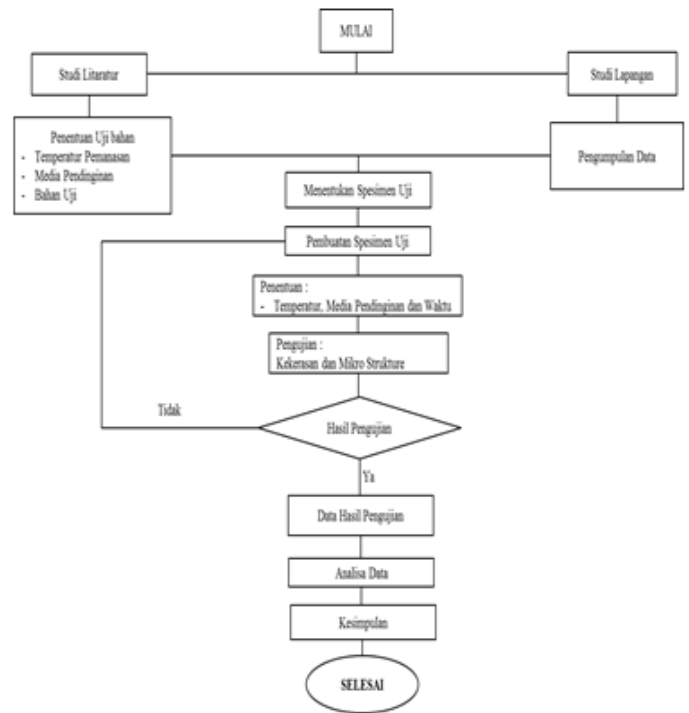 MULAI
Studi Litaratur
Studi Lapangan
Penentuan Uji bahan
- Temperatur Pemanasan
- Media Pendinginan
- Bahan Uji
Pengumpulan Data
Menentukan Spesimen Uji
Pembuatan Spesimen Uji
Penentuan :
- Temperatur, Media Pendinginan dan Waktu
Pengujian :
Kekerasan dan Mikro Strukture
Tidak
Hasil Pengujian
Ya
Data Hasil Pengujian
Analisa Data
Kesimpulan
SELESAI